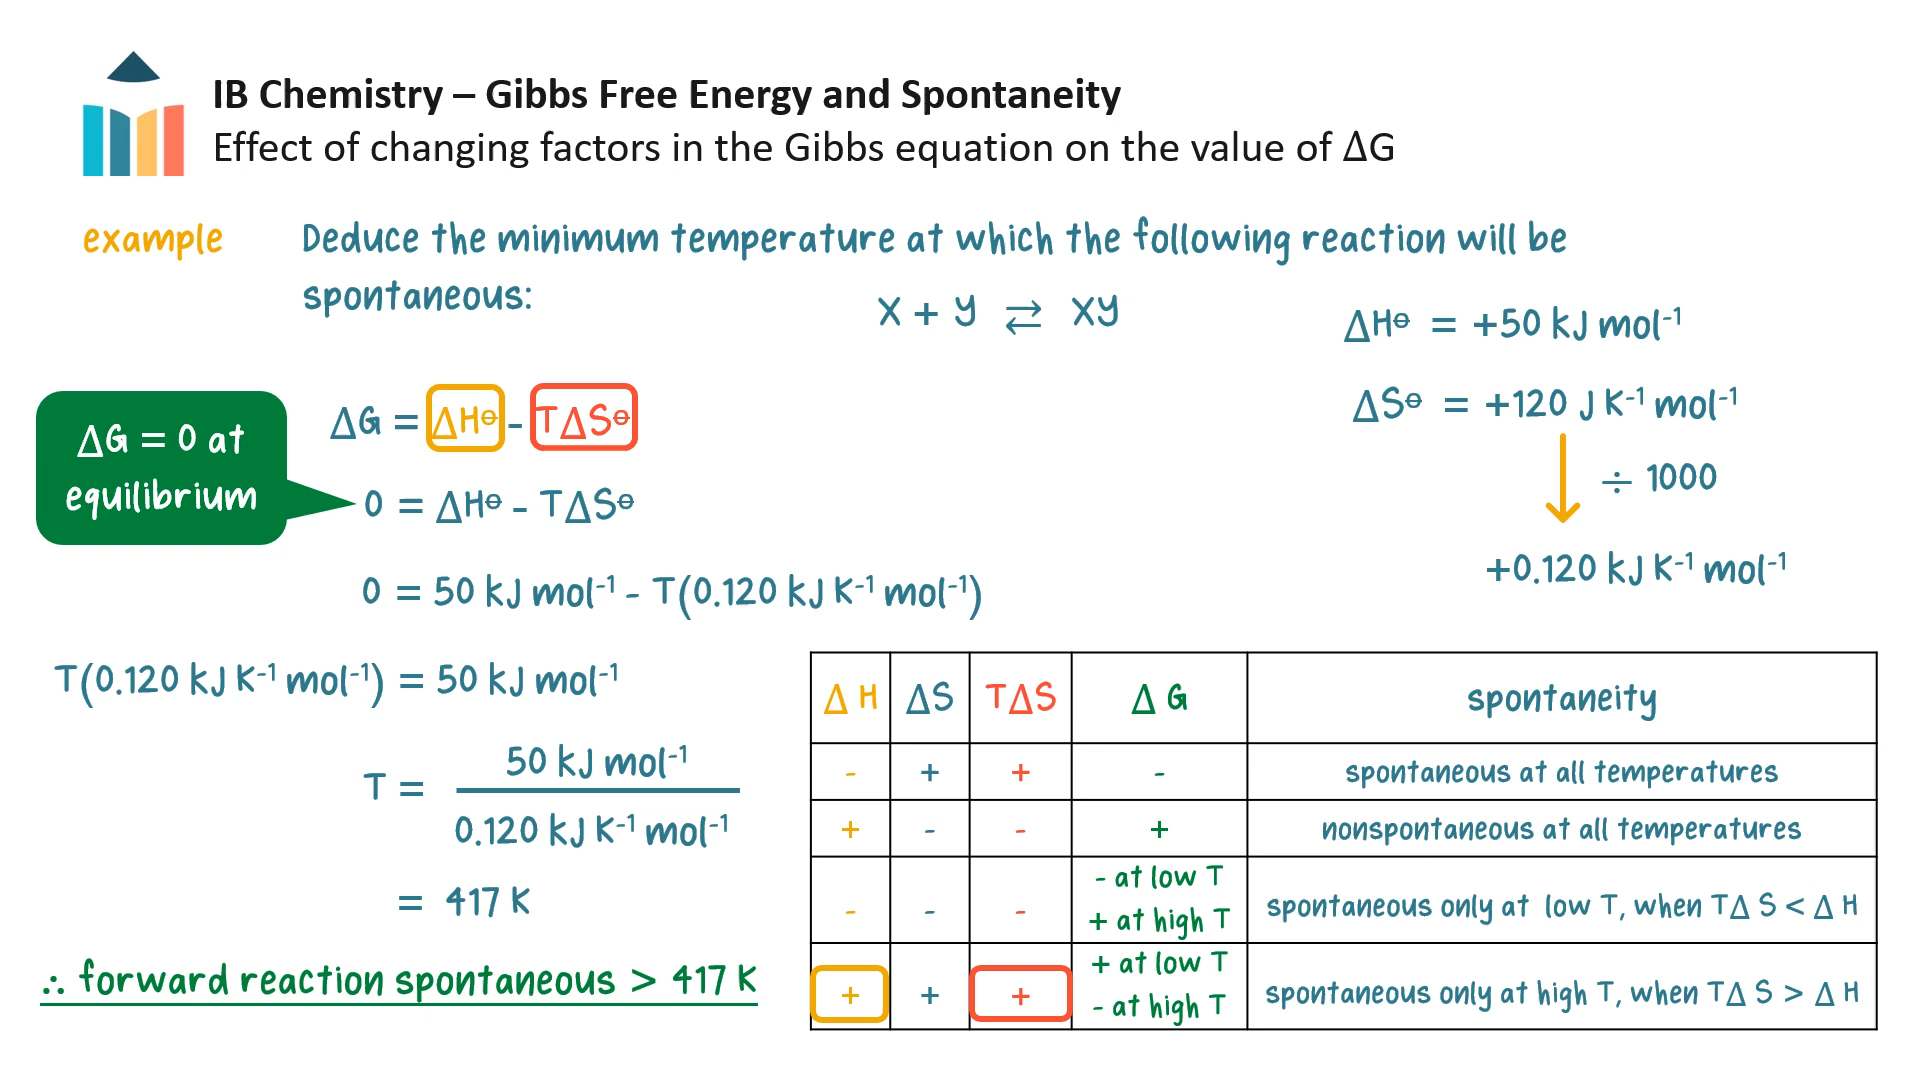 IB Chemistry – Gibbs Free Energy and Spontaneity
Effect of changing factors in the Gibbs equation on the value of ΔG
example
Deduce the minimum temperature at which the following reaction will be
spontaneous:
X + Y ⇄ XY
ΔH⦵ = +50 kJ mol⁻¹
ΔS⦵ = +120 J K⁻¹ mol⁻¹
÷ 1000
+0.120 kJ K⁻¹ mol⁻¹
ΔG = 0 at
equilibrium
ΔG = ΔH⦵ - TΔS⦵
0 = ΔH⦵ - TΔS⦵
0 = 50 kJ mol⁻¹ - T(0.120 kJ K⁻¹ mol⁻¹)
T(0.120 kJ K⁻¹ mol⁻¹) = 50 kJ mol⁻¹
T = 50 kJ mol⁻¹
0.120 kJ K⁻¹ mol⁻¹
= 417 K
∴ forward reaction spontaneous > 417 K
Δ H ΔS TΔS Δ G spontaneity
- + + - spontaneous at all temperatures
+ - - + nonspontaneous at all temperatures
- at low T
- - - + at high T spontaneous only at low T, when TΔ S < Δ H
+ at low T
+ + + - at high T spontaneous only at high T, when TΔ S > Δ H